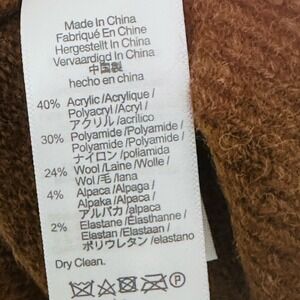 Made In China
Fabriqué En Chine
Hergestellt In China
Vervaardigd In China
中国製
hecho en china
40% Acrylic/Acrylique/
Polyacryl/Acryl/
アクリル/acrílico
30% Polyamide/Polyamide/
Polyamide/Polyamide/
ナイロン/poliamida
24% Wool/Laine/Wolle/
Wol/毛/lana
4% Alpaca/Alpaga/
Alpaka/Alpaca/
アルパカ/alpaca
2% Elastane/Elasthanne/
Elastan/Elastaan/
ポリウレタン/elastano
Dry Clean.
P